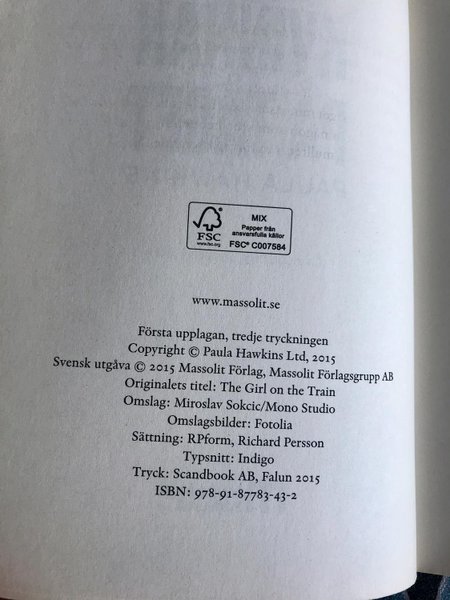 FSC
www.fsc.org
MIX
Papper från
ansvarsfulla källor
FSC® C007584
www.massolit.se
Första upplagan, tredje tryckningen
Copyright © Paula Hawkins Ltd, 2015
Svensk utgåva © 2015 Massolit Förlag, Massolit Förlagsgrupp AB
Originalets titel: The Girl on the Train
Omslag: Miroslav Sokcic/Mono Studio
Omslagsbilder: Fotolia
Sättning: RPform, Richard Persson
Typsnitt: Indigo
Tryck: Scandbook AB, Falun 2015
ISBN: 978-91-87783-43-2